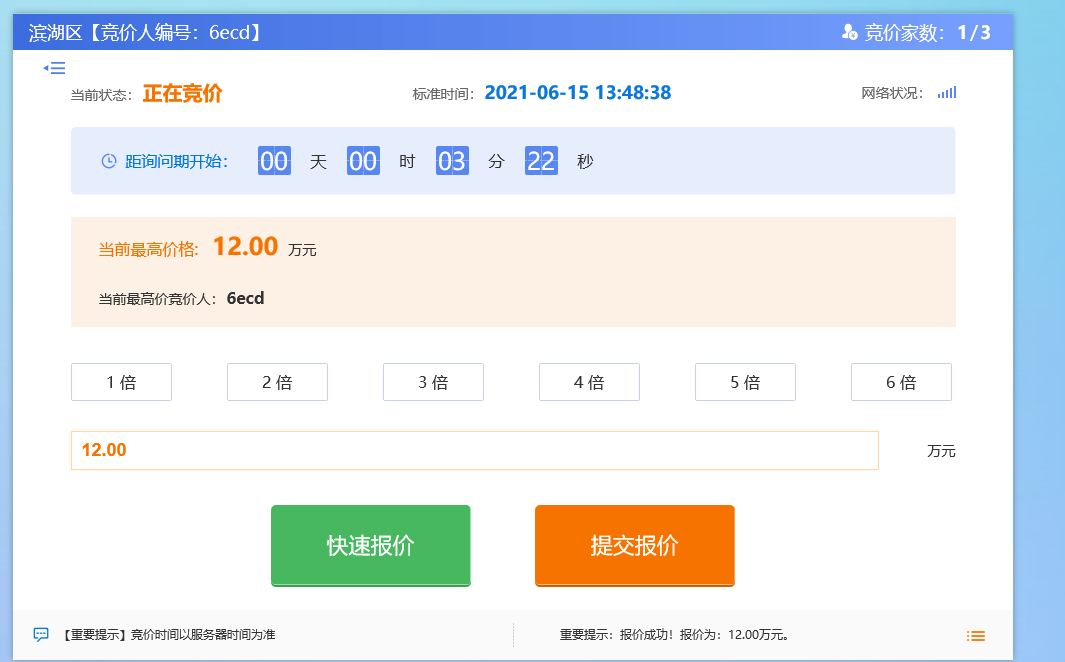 滨湖区【竞价人编号：6ecd】 竞价家数：1/3
当前状态：正在竞价 标准时间：2021-06-15 13:48:38 网络状况：
距询问期开始：00 天 00 时 03 分 22 秒
当前最高价格：12.00 万元
当前最高价竞价人：6ecd
1 倍 2 倍 3 倍 4 倍 5 倍 6 倍
12.00 万元
快速报价 提交报价
【重要提示】竞价时间以服务器时间为准 重要提示：报价成功！报价为：12.00万元。